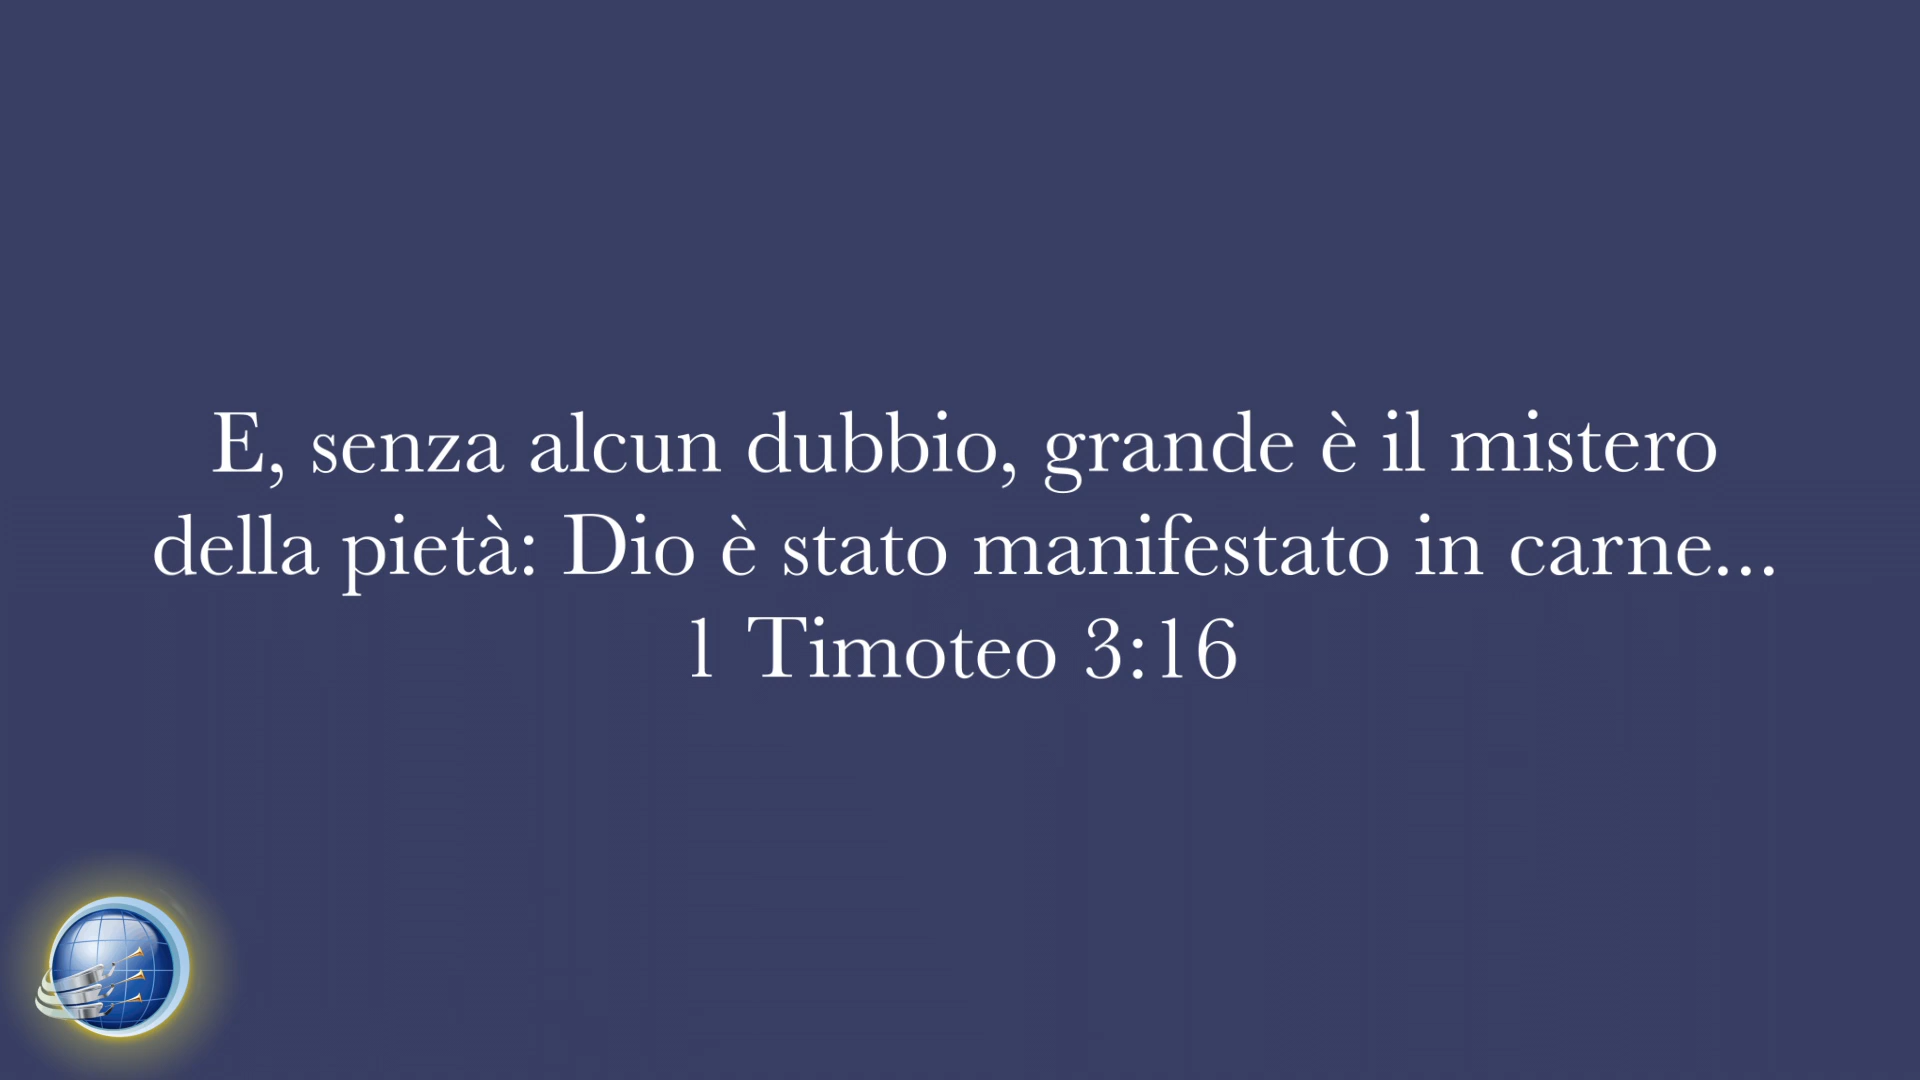 E, senza alcun dubbio, grande è il mistero
della pietà: Dio è stato manifestato in carne...
1 Timoteo 3:16